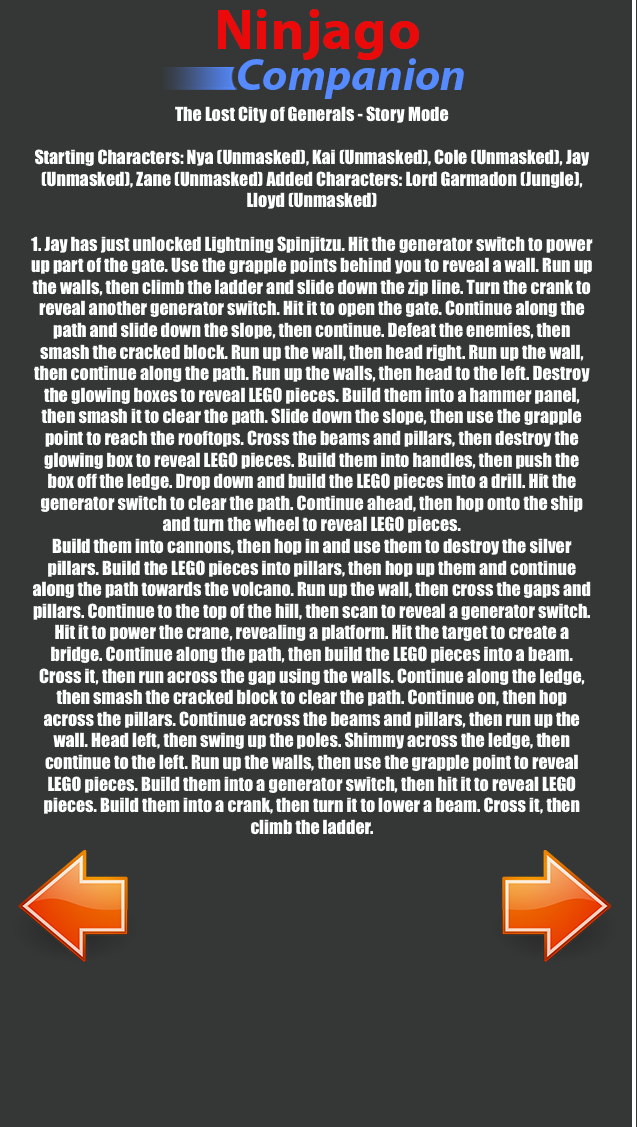 Ninjago
Companion
The Lost City of Generals - Story Mode
Starting Characters: Nya (Unmasked), Kai (Unmasked), Cole (Unmasked), Jay
(Unmasked), Zane (Unmasked) Added Characters: Lord Garmadon (Jungle),
Lloyd (Unmasked)
1. Jay has just unlocked Lightning Spinjitzu. Hit the generator switch to power
up part of the gate. Use the grapple points behind you to reveal a wall. Run up
the walls, then climb the ladder and slide down the zip line. Turn the crank to
reveal another generator switch. Hit it to open the gate. Continue along the
path and slide down the slope, then continue. Defeat the enemies, then
smash the cracked block. Run up the wall, then head right. Run up the wall,
then continue along the path. Run up the walls, then head to the left. Destroy
the glowing boxes to reveal LEGO pieces. Build them into a hammer panel,
then smash it to clear the path. Slide down the slope, then use the grapple
point to reach the rooftops. Cross the beams and pillars, then destroy the
glowing box to reveal LEGO pieces. Build them into handles, then push the
box off the ledge. Drop down and build the LEGO pieces into a drill. Hit the
generator switch to clear the path. Continue ahead, then hop onto the ship
and turn the wheel to reveal LEGO pieces.
Build them into cannons, then hop in and use them to destroy the silver
pillars. Build the LEGO pieces into pillars, then hop up them and continue
along the path towards the volcano. Run up the wall, then cross the gaps and
pillars. Continue to the top of the hill, then scan to reveal a generator switch.
Hit it to power the crane, revealing a platform. Hit the target to create a
bridge. Continue along the path, then build the LEGO pieces into a beam.
Cross it, then run across the gap using the walls. Continue along the ledge,
then smash the cracked block to clear the path. Continue on, then hop
across the pillars. Continue across the beams and pillars, then run up the
wall. Head left, then swing up the poles. Shimmy across the ledge, then
continue to the left. Run up the walls, then use the grapple point to reveal
LEGO pieces. Build them into a generator switch, then hit it to reveal LEGO
pieces. Build them into a crank, then turn it to lower a beam. Cross it, then
climb the ladder.